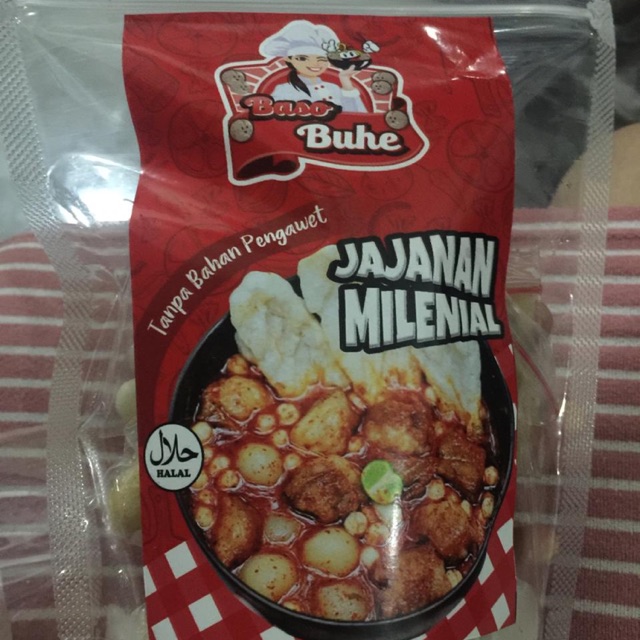 Baso
Buhe
Tanpa Bahan Pengawet
JAJANAN
MILENIAL
حلال
HALAL